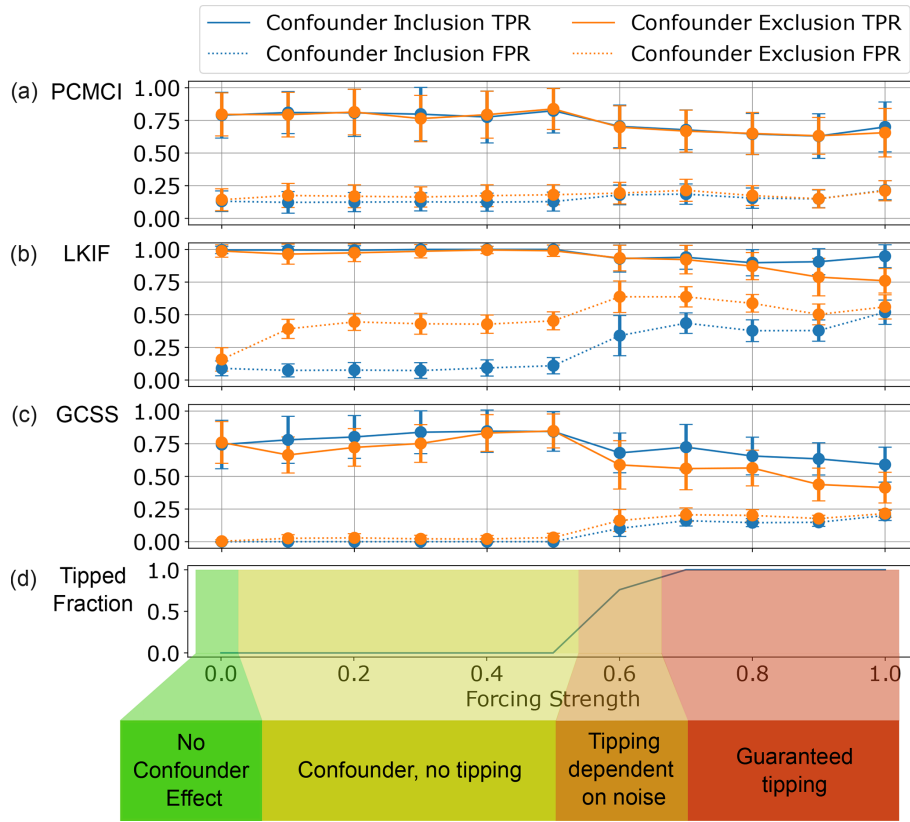 Confounder Inclusion TPR
Confounder Exclusion TPR
Confounder Inclusion FPR
Confounder Exclusion FPR
(a) PCMCI
1.00
0.75
0.50
0.25
0.00
(b) LKIF
1.00
0.75
0.50
0.25
0.00
(c) GCSS
1.00
0.75
0.50
0.25
0.00
(d) Tipped
Fraction
1.0
0.5
0.0
0.0 0.2 0.4 0.6 0.8 1.0
Forcing Strength
No
Confounder
Effect
Confounder, no tipping
Tipping
dependent
on noise
Guaranteed
tipping